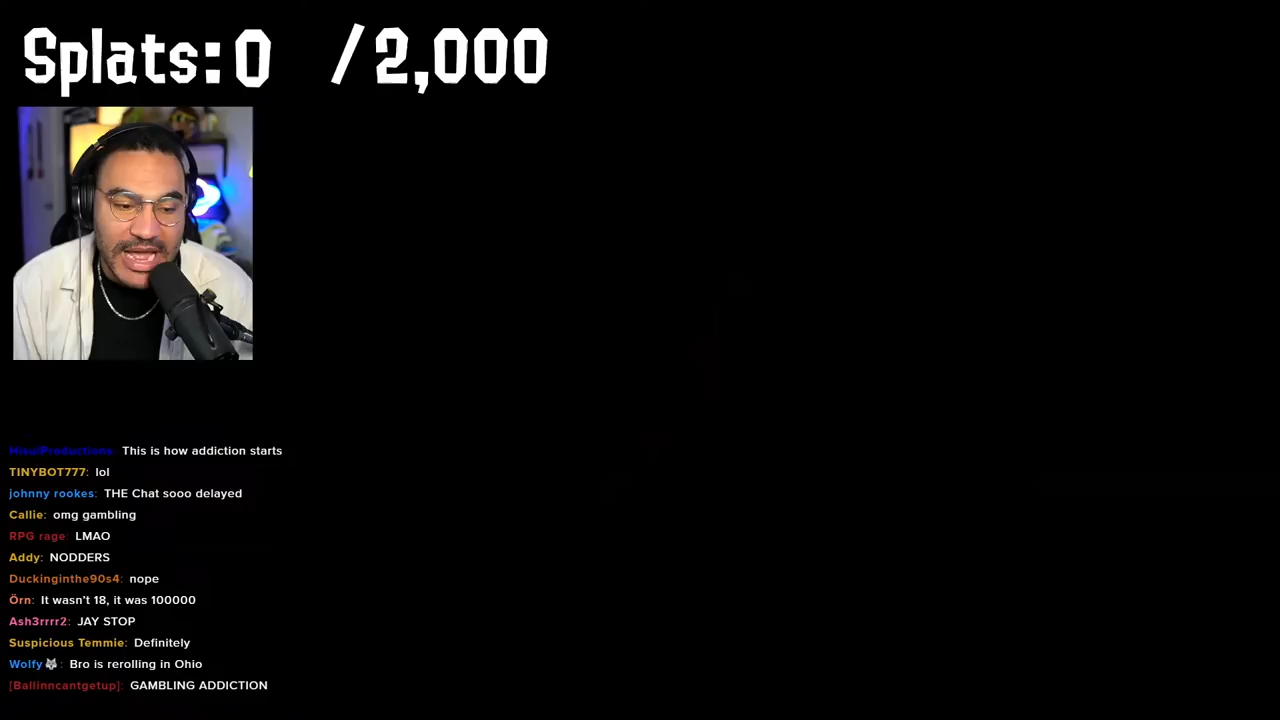 Splats: 0 /2,000
HisuiProductions: This is how addiction starts
TINYBOT777: lol
johnny rookes: THE Chat sooo delayed
Callie: omg gambling
RPG rage: LMAO
Addy: NODDERS
Duckinginthe90s4: nope
Örn: It wasn't 18, it was 100000
Ash3rrrr2: JAY STOP
Suspicious Temmie: Definitely
Wolfy🐺: Bro is rerolling in Ohio
[Ballinncantgetup]: GAMBLING ADDICTION